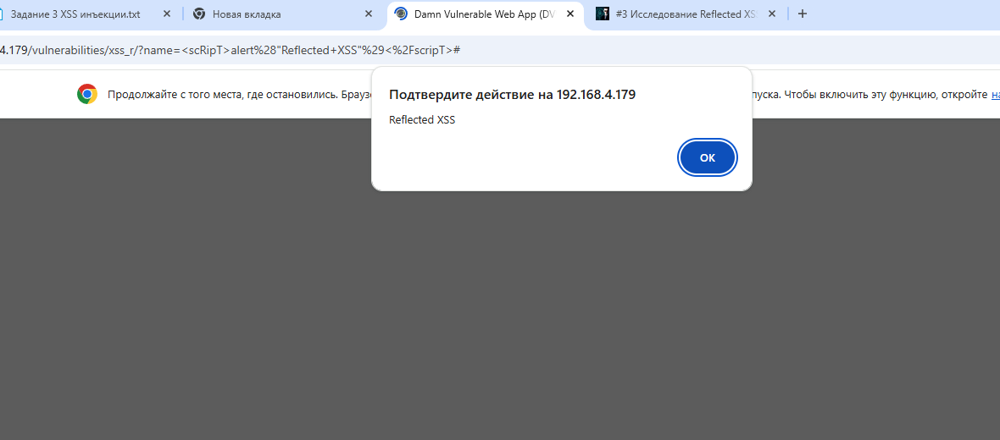 Задание 3 XSS инъекции.txt
Новая вкладка
Damn Vulnerable Web App (DV
#3 Исследование Reflected XS
4.179/vulnerabilities/xss_r/?name=<scRipT>alert%28"Reflected+XSS"%29<%2FscripT>#
Продолжайте с того места, где остановились. Брауз
пуска. Чтобы включить эту функцию, откройте на
Подтвердите действие на 192.168.4.179
Reflected XSS
ОК